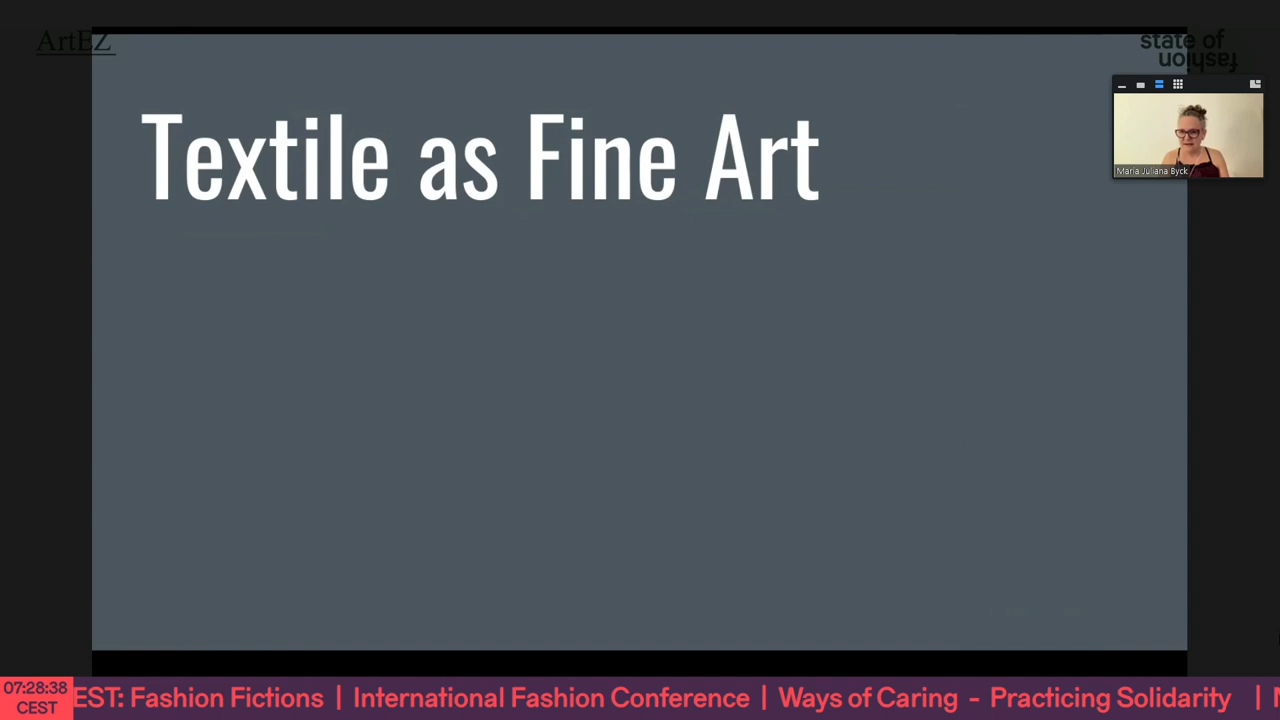 ArtEZ
state of
fashion
Textile as Fine Art
Maria Juliana Byck
07:28:38
CEST
EST: Fashion Fictions | International Fashion Conference | Ways of Caring - Practicing Solidarity |